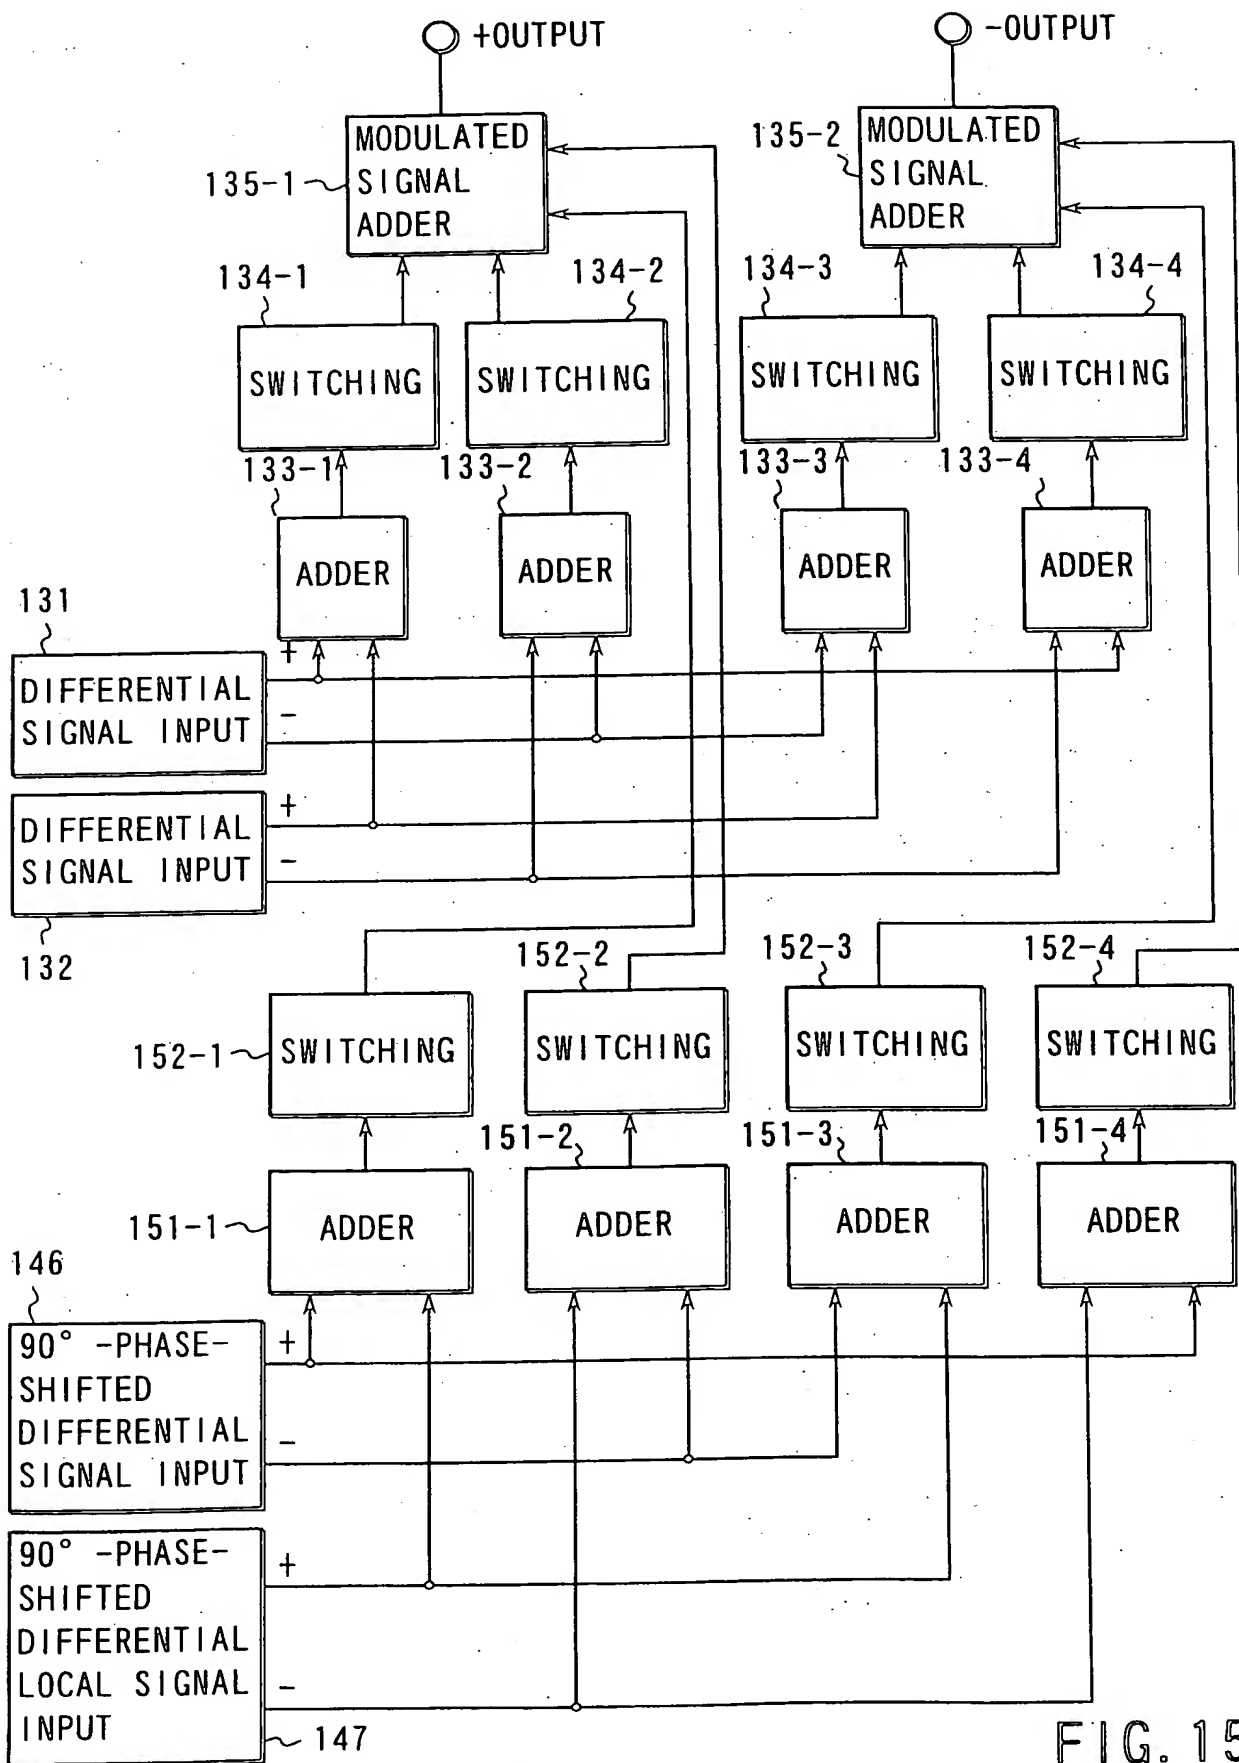 +OUTPUT
-OUTPUT
MODULATED
SIGNAL
ADDER
135-1
MODULATED
SIGNAL
ADDER
135-2
134-1
134-2
134-3
134-4
SWITCHING
SWITCHING
SWITCHING
SWITCHING
133-1
133-2
133-3
133-4
ADDER
ADDER
ADDER
ADDER
131
DIFFERENTIAL
SIGNAL INPUT
+
-
DIFFERENTIAL
SIGNAL INPUT
+
-
132
152-2
152-3
152-4
152-1
SWITCHING
SWITCHING
SWITCHING
SWITCHING
151-2
151-3
151-4
151-1
ADDER
ADDER
ADDER
ADDER
146
90° -PHASE-
SHIFTED
DIFFERENTIAL
SIGNAL INPUT
+
-
90° -PHASE-
SHIFTED
DIFFERENTIAL
LOCAL SIGNAL
INPUT
+
-
147
FIG. 15